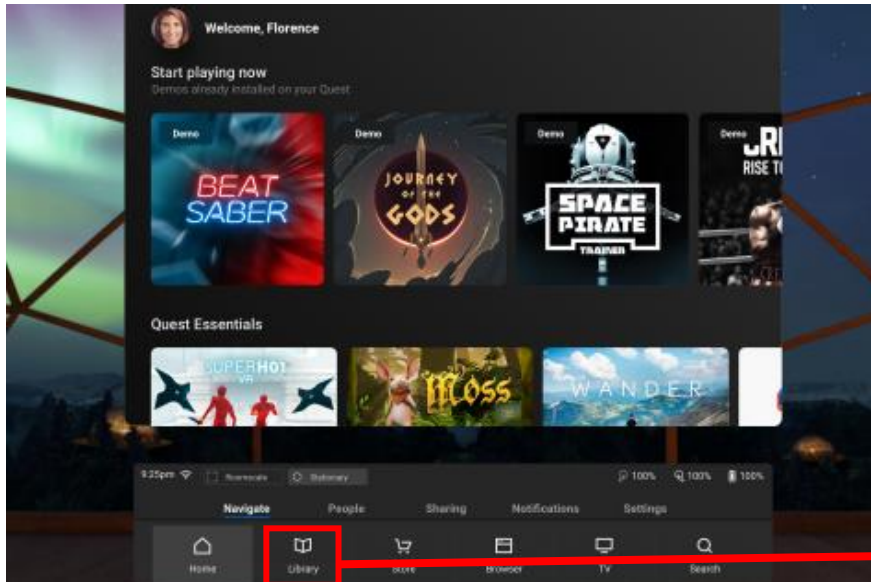 Welcome, Florence
Start playing now
Demos already installed on your Quest
Demo
BEAT
SABER
Demo
JOURNEY
OF THE
GODS
Demo
SPACE
PIRATE
TRAINER
Demo
RISE
Quest Essentials
SUPERHOT
VR
MOSS
WANDER
9:25pm Roomscale Stationary 100% 100% 100%
Navigate People Sharing Notifications Settings
Home Library Store Browser TV Search